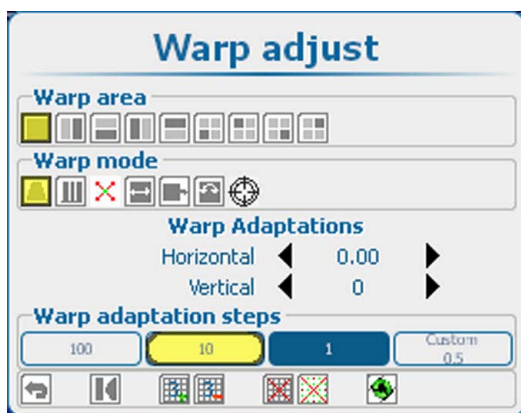 Warp adjust
Warp area
Warp mode
Warp Adaptations
Horizontal 0.00
Vertical 0
Warp adaptation steps
100 10 1 Custom 0.5